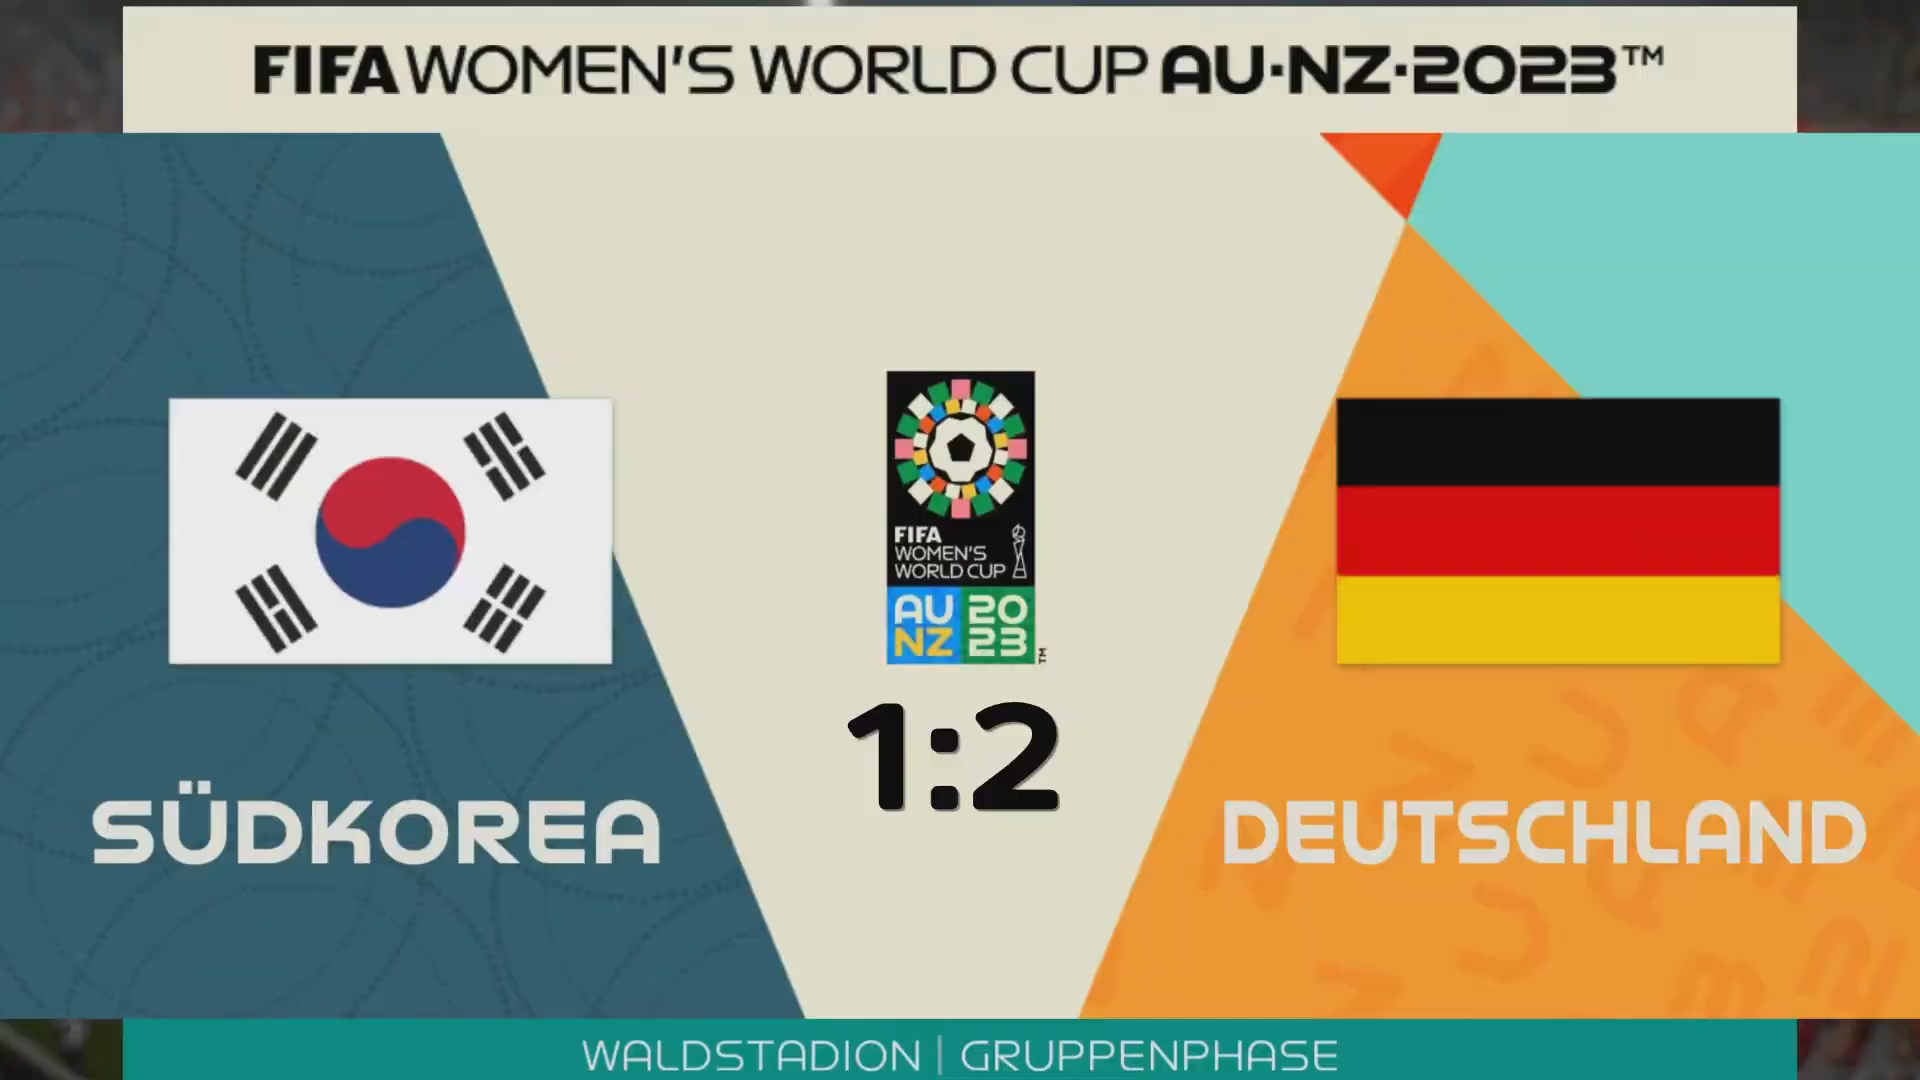 FIFA WOMEN'S WORLD CUP AU·NZ·2023™
FIFA
WOMEN'S
WORLD CUP
AU 20
NZ 23™
1:2
SÜDKOREA
DEUTSCHLAND
WALDSTADION | GRUPPENPHASE